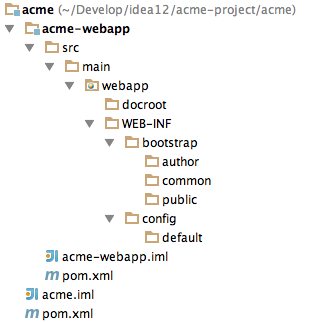 acme (~/Develop/idea12/acme-project/acme)
acme-webapp
src
main
webapp
docroot
WEB-INF
bootstrap
author
common
public
config
default
acme-webapp.iml
pom.xml
acme.iml
pom.xml